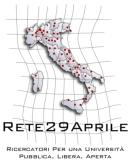 RETE29APRILE
RICERCATORI PER UNA UNIVERSITÀ
PUBBLICA, LIBERA, APERTA